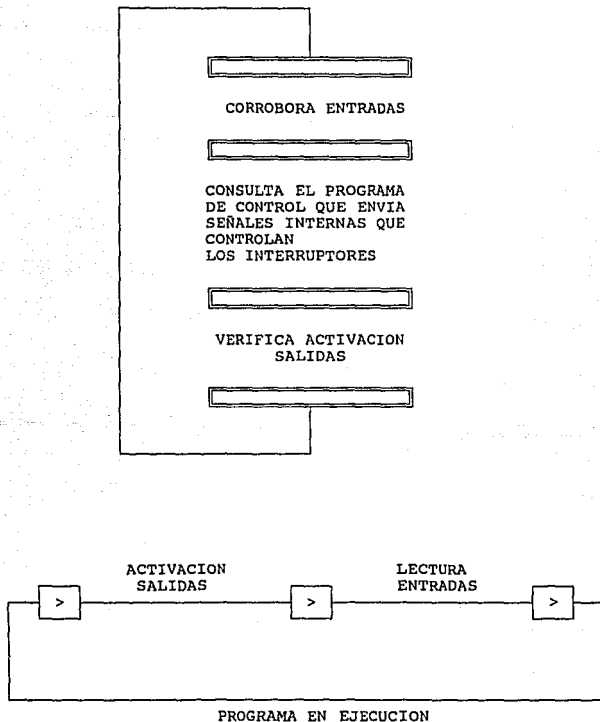 CORROBORA ENTRADAS
CONSULTA EL PROGRAMA
DE CONTROL QUE ENVIA
SEÑALES INTERNAS QUE
CONTROLAN
LOS INTERRUPTORES
VERIFICA ACTIVACION
SALIDAS
ACTIVACION
SALIDAS
LECTURA
ENTRADAS
> > >
PROGRAMA EN EJECUCION